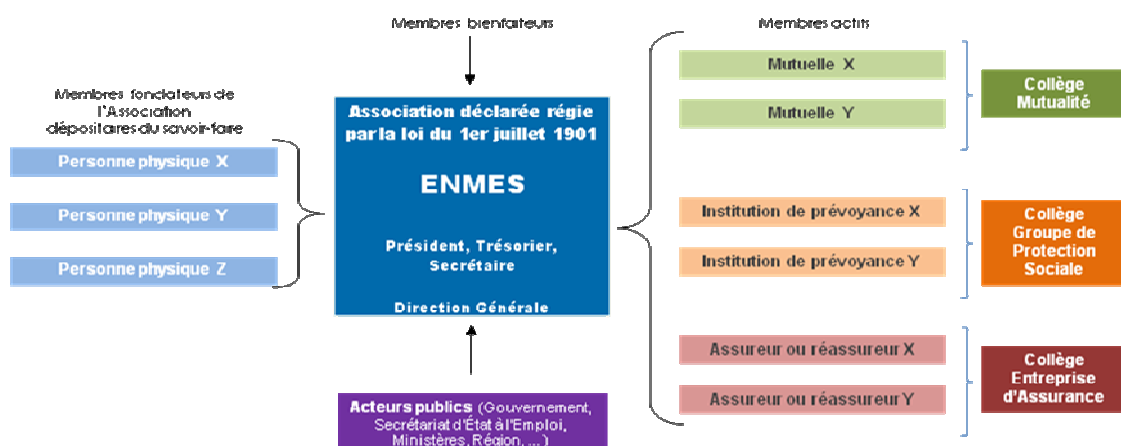 Membres bienfaiteurs
Membres fondateurs de
l'Association
dépositaires du savoir-faire
Personne physique X
Personne physique Y
Personne physique Z
Association déclarée régie
par la loi du 1er juillet 1901
ENMES
Président, Trésorier,
Secrétaire
Direction Générale
Acteurs publics (Gouvernement,
Secrétariat d'État à l'Emploi,
Ministères, Région, ...)
Membres actifs
Mutuelle X
Mutuelle Y
Collège
Mutualité
Institution de prévoyance X
Institution de prévoyance Y
Collège
Groupe de
Protection
Sociale
Assureur ou réassureur X
Assureur ou réassureur Y
Collège
Entreprise
d'Assurance